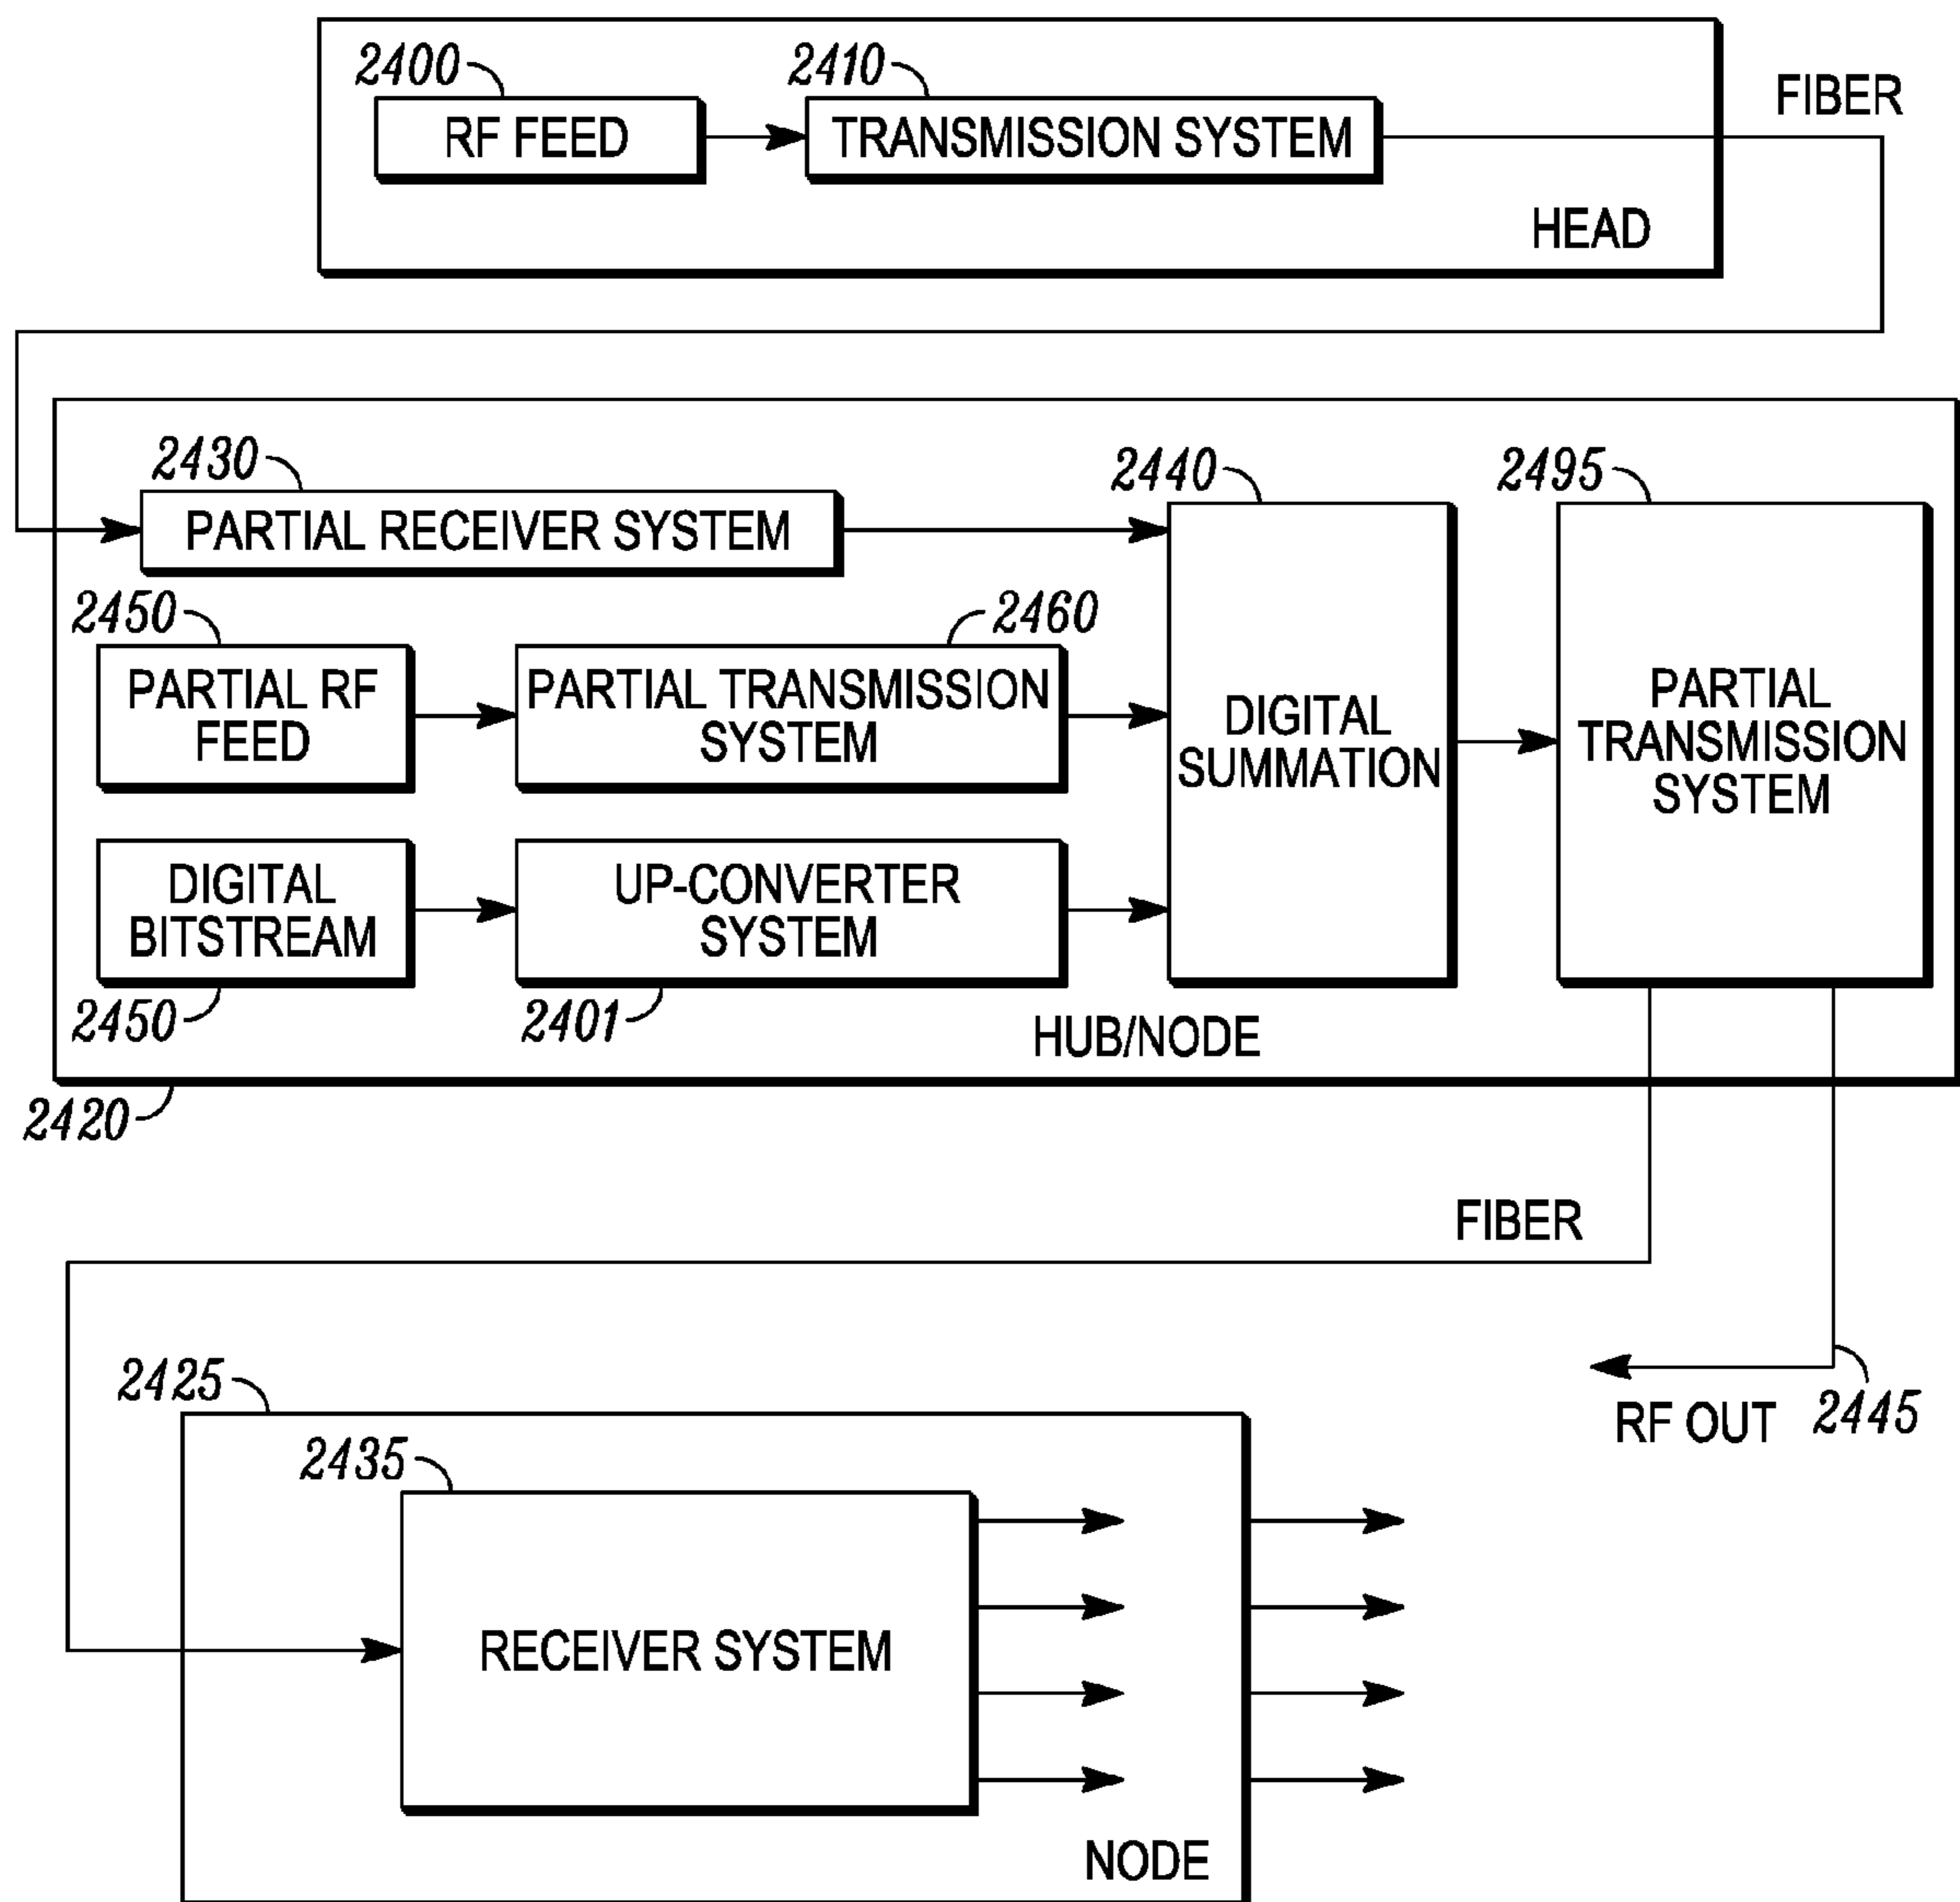 2400
2410
FIBER
RF FEED
TRANSMISSION SYSTEM
HEAD
2430
2440
2495
PARTIAL RECEIVER SYSTEM
2450
2460
PARTIAL RF
FEED
PARTIAL TRANSMISSION
SYSTEM
DIGITAL
SUMMATION
PARTIAL
TRANSMISSION
SYSTEM
DIGITAL
BITSTREAM
UP-CONVERTER
SYSTEM
2450
2401
HUB/NODE
2420
FIBER
2425
RF OUT
2445
2435
RECEIVER SYSTEM
NODE